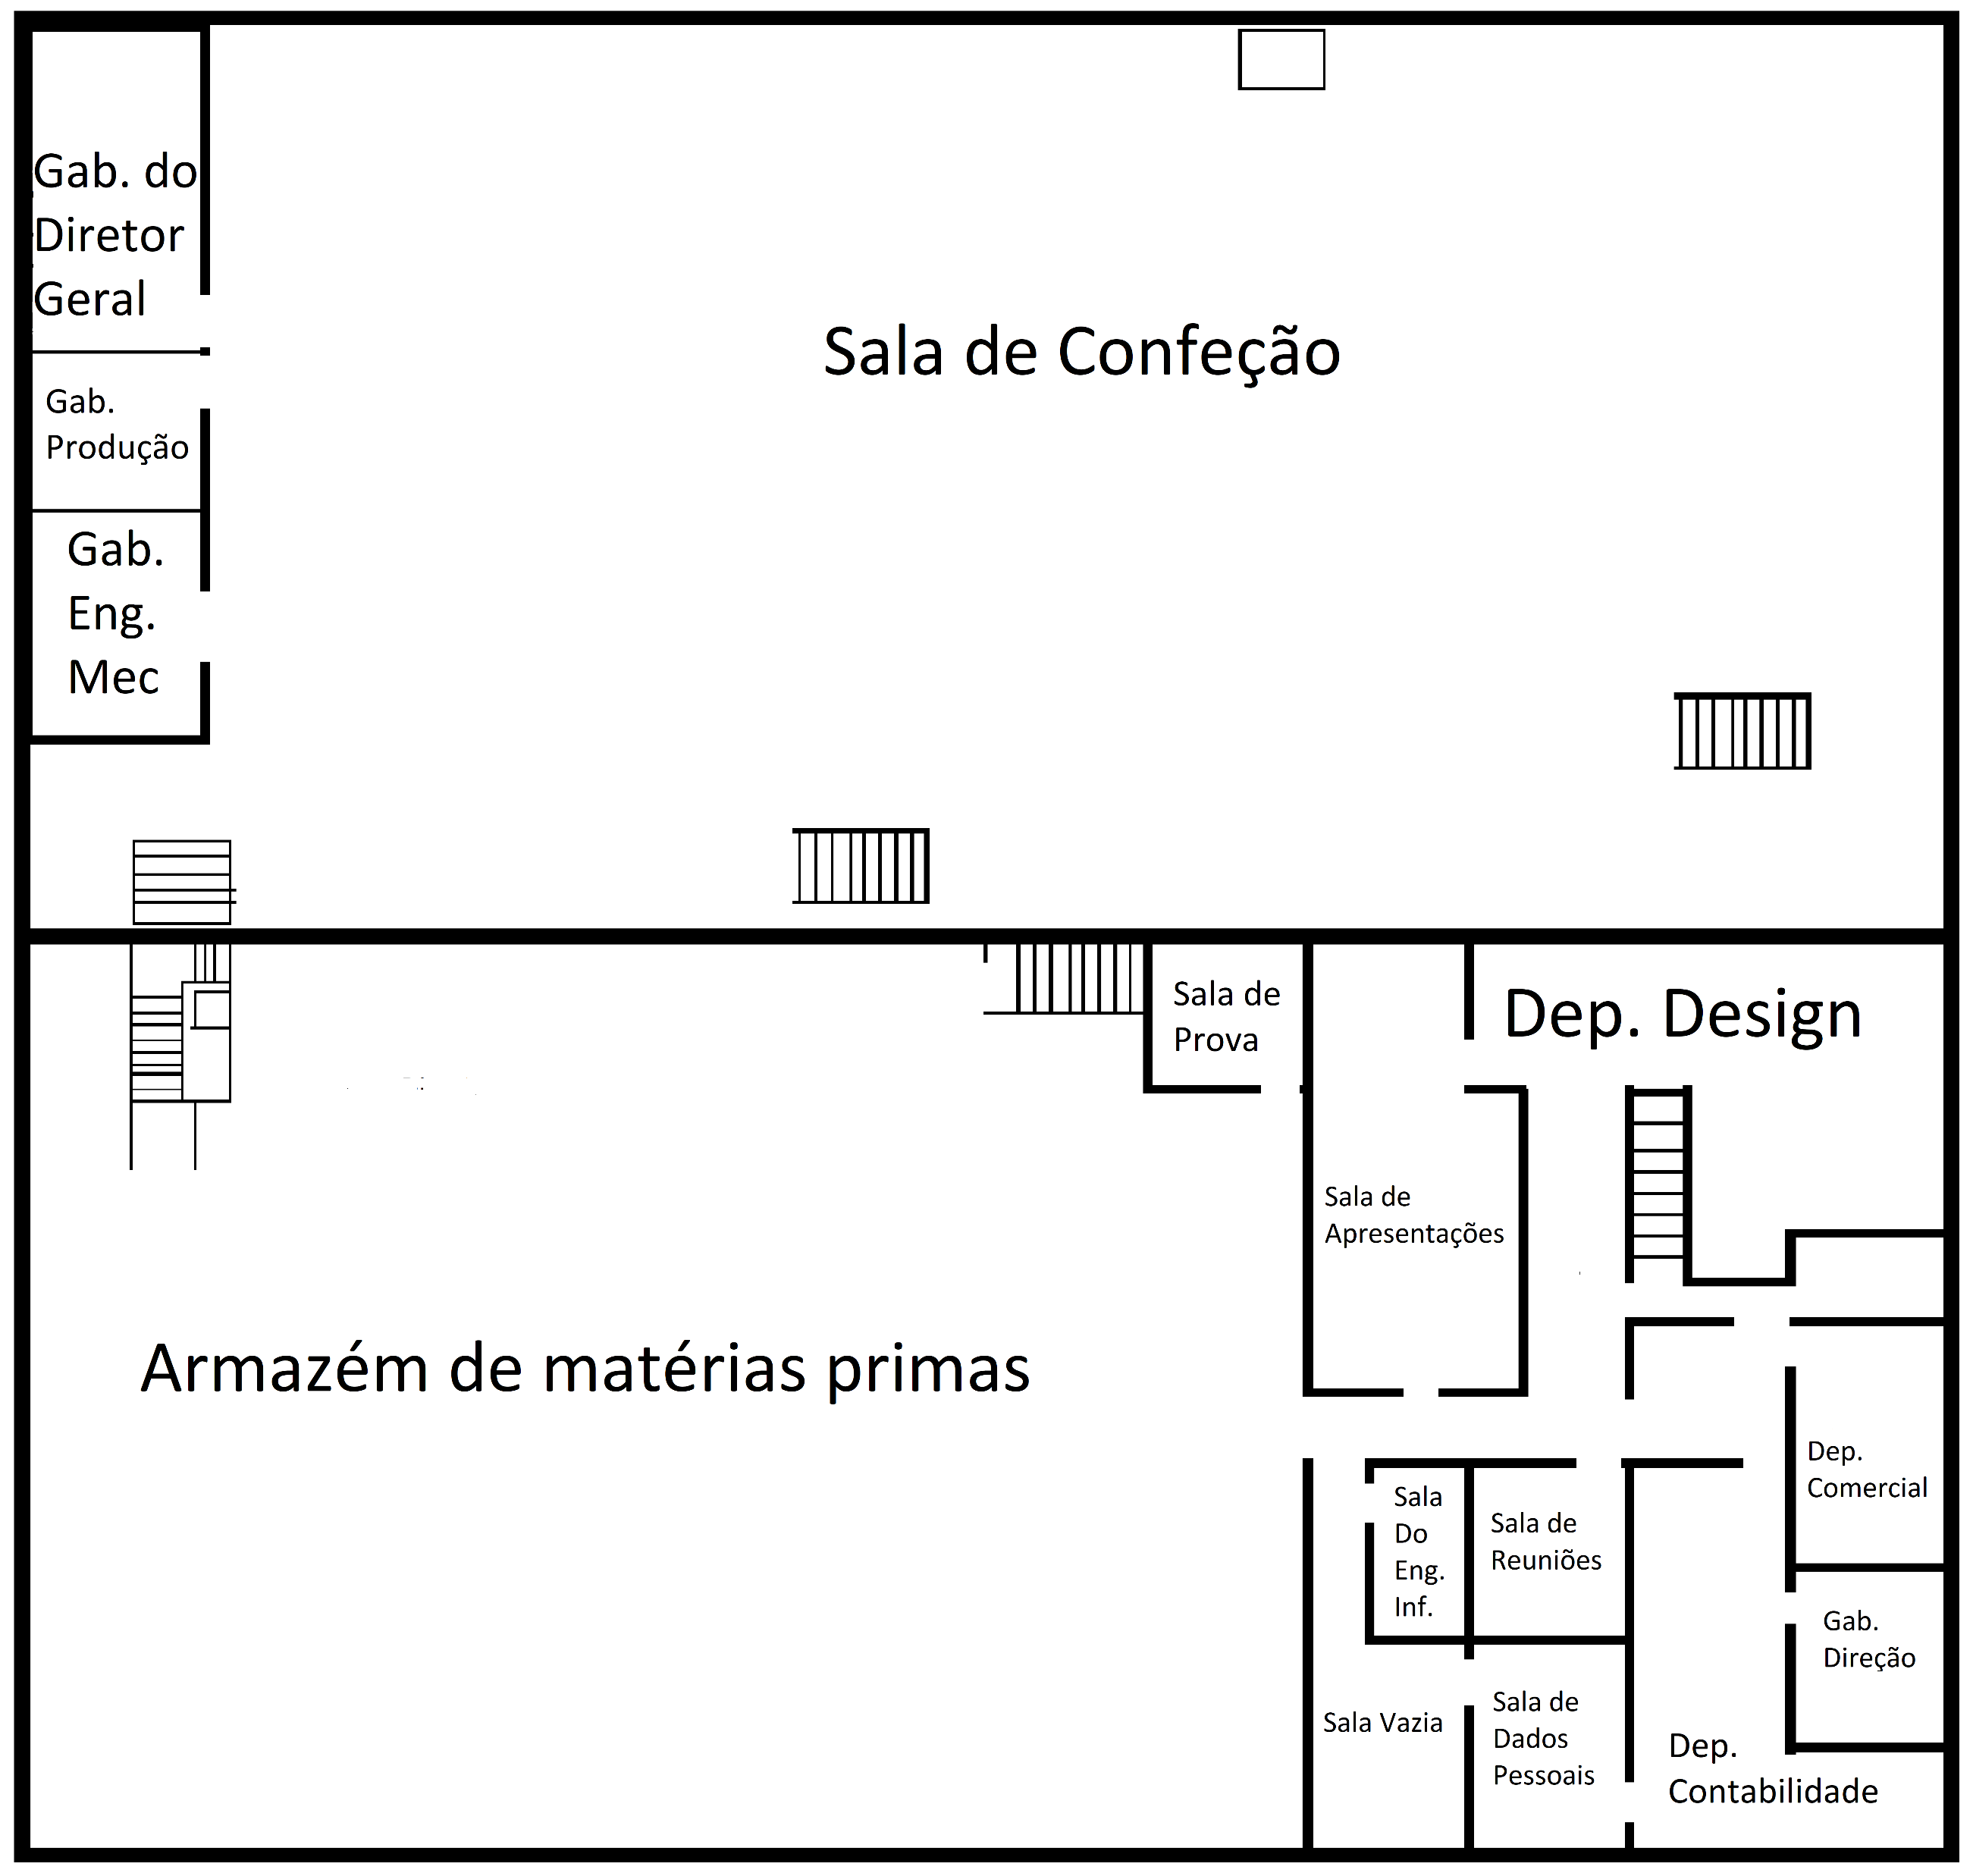 Gab. do
Diretor
Geral
Sala de Confeção
Gab.
Produção
Gab.
Eng.
Mec
Sala de
Prova
Dep. Design
Sala de
Apresentações
Armazém de matérias primas
Dep.
Comercial
Sala
Do
Eng.
Inf.
Sala de
Reuniões
Gab.
Direção
Sala Vazia
Sala de
Dados
Pessoais
Dep.
Contabilidade